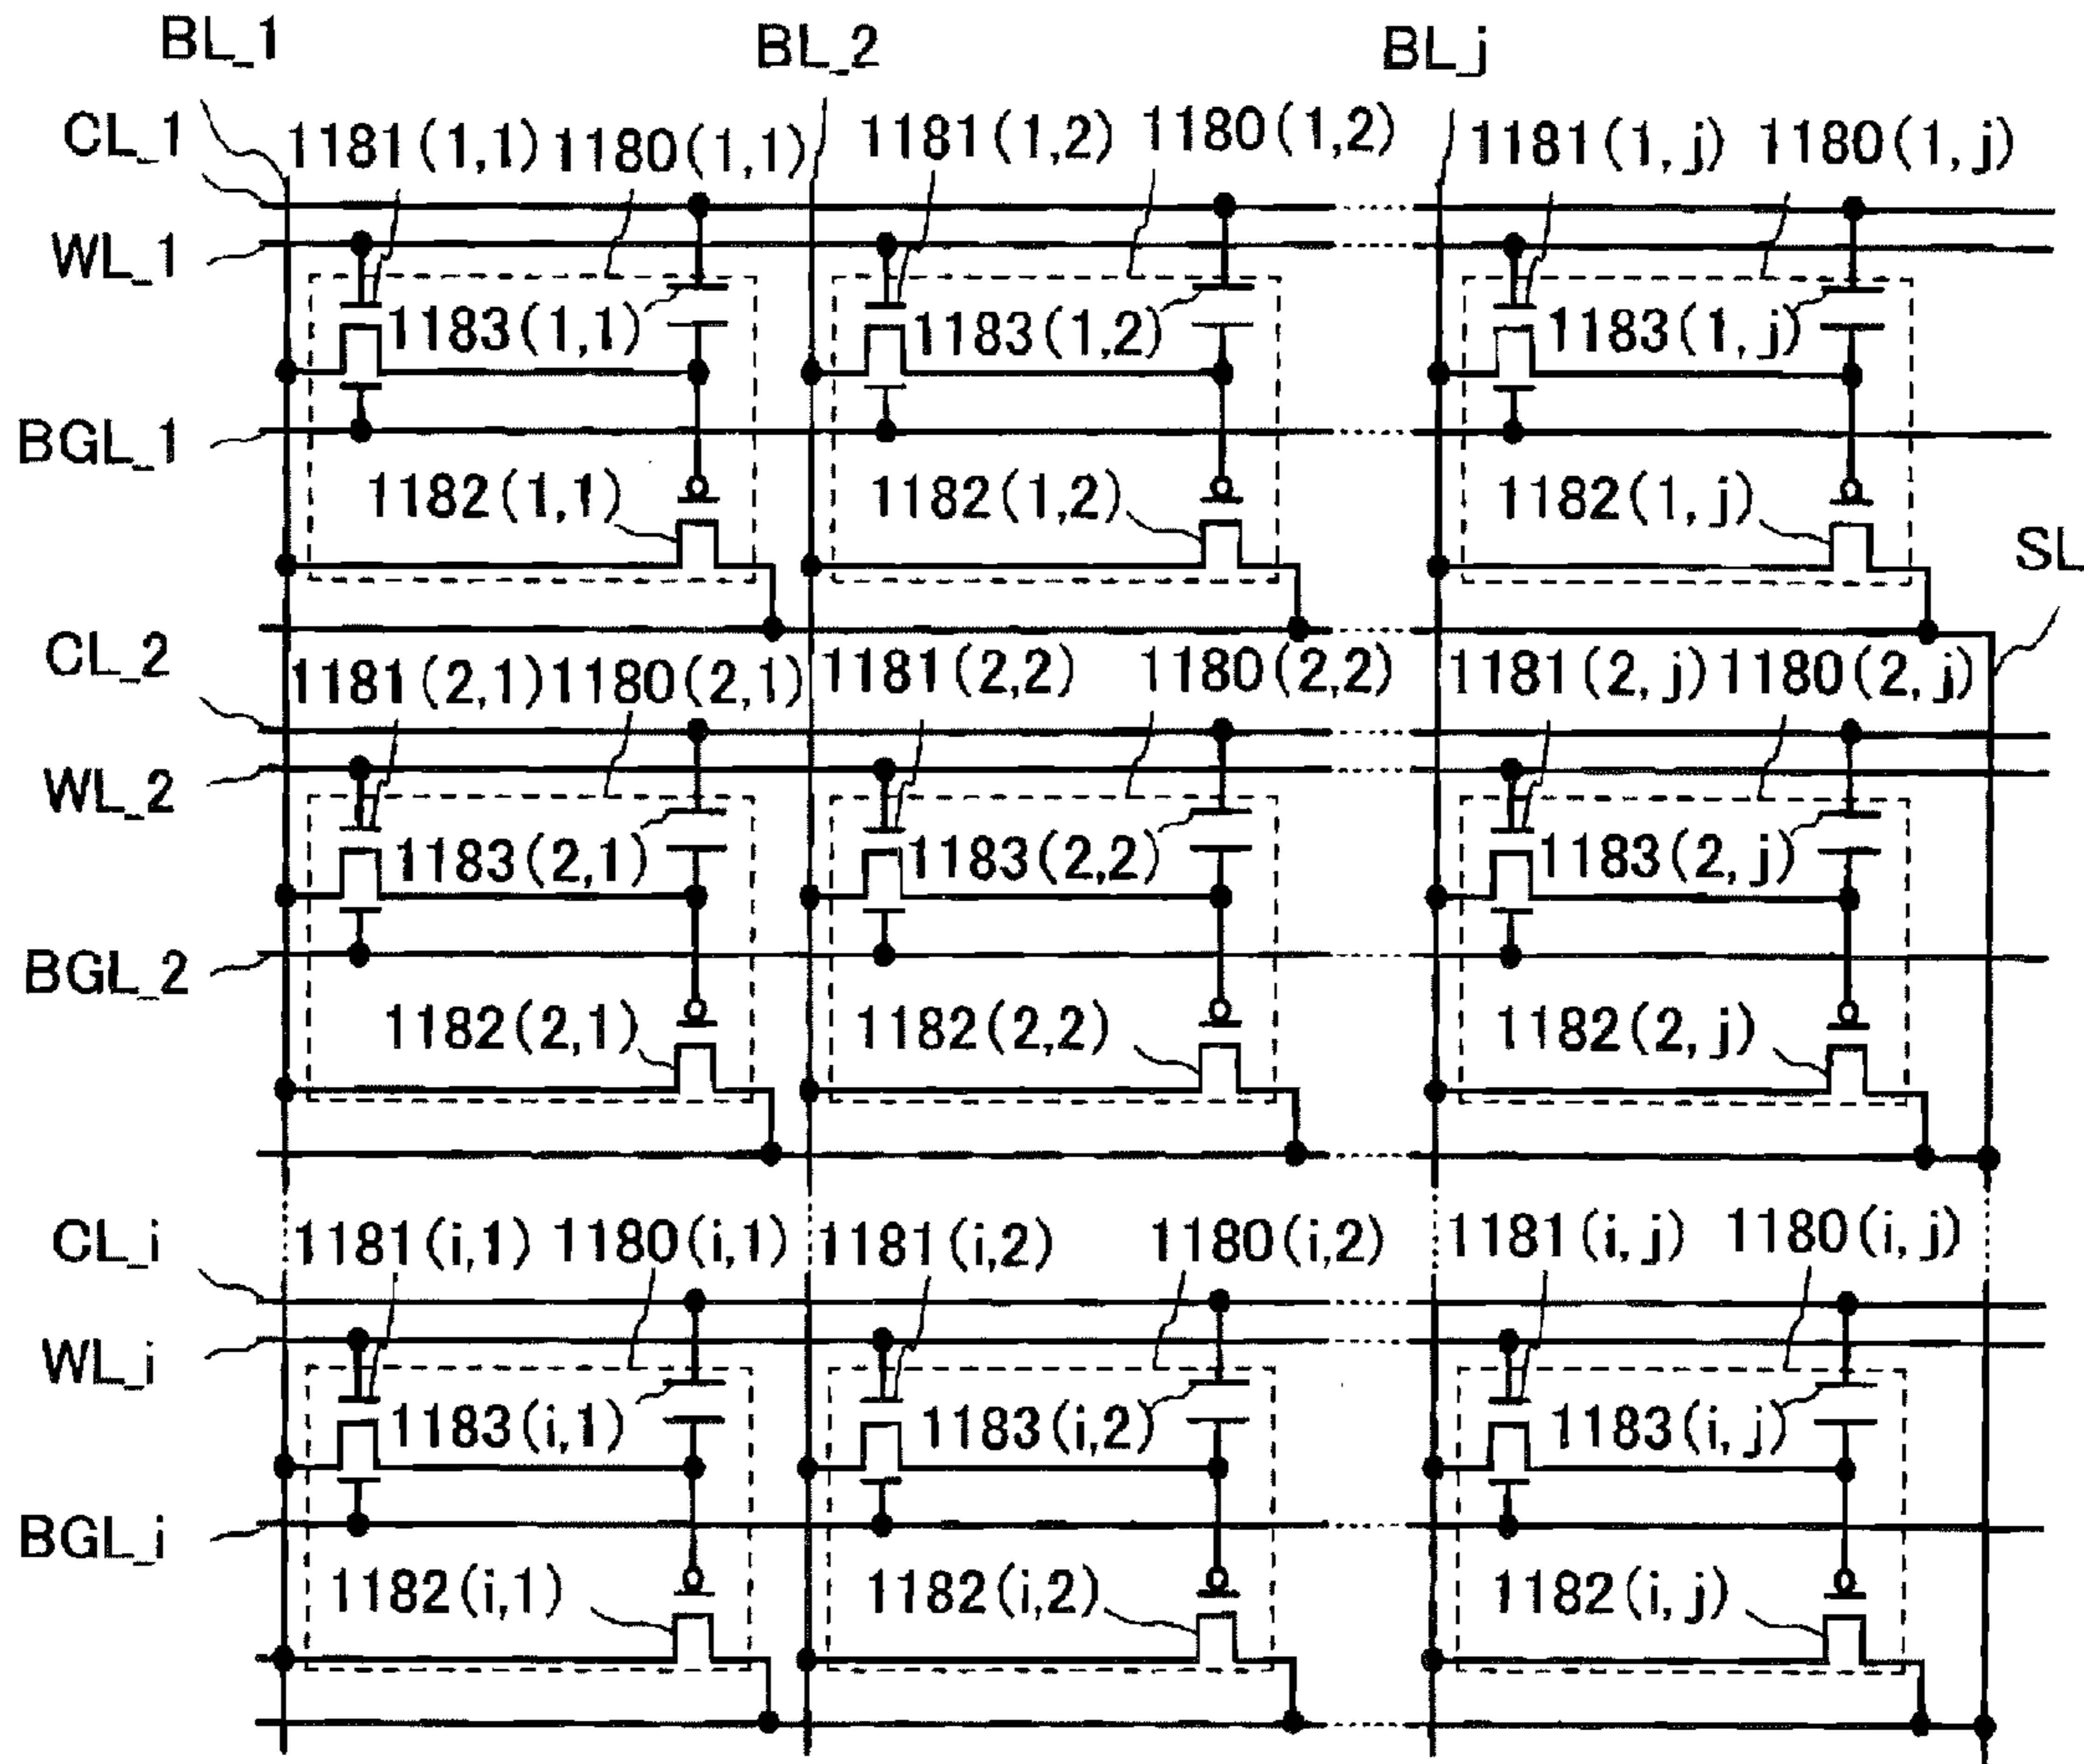 BL_1 BL_2 BL_j
CL_1 1181(1,1) 1180(1,1) 1181(1,2) 1180(1,2) 1181(1,j) 1180(1,j)
WL_1
1183(1,1) 1183(1,2) 1183(1,j)
BGL_1
1182(1,1) 1182(1,2) 1182(1,j)
SL
CL_2 1181(2,1) 1180(2,1) 1181(2,2) 1180(2,2) 1181(2,j) 1180(2,j)
WL_2
1183(2,1) 1183(2,2) 1183(2,j)
BGL_2
1182(2,1) 1182(2,2) 1182(2,j)
CL_i 1181(i,1) 1180(i,1) 1181(i,2) 1180(i,2) 1181(i,j) 1180(i,j)
WL_i
1183(i,1) 1183(i,2) 1183(i,j)
BGL_i
1182(i,1) 1182(i,2) 1182(i,j)